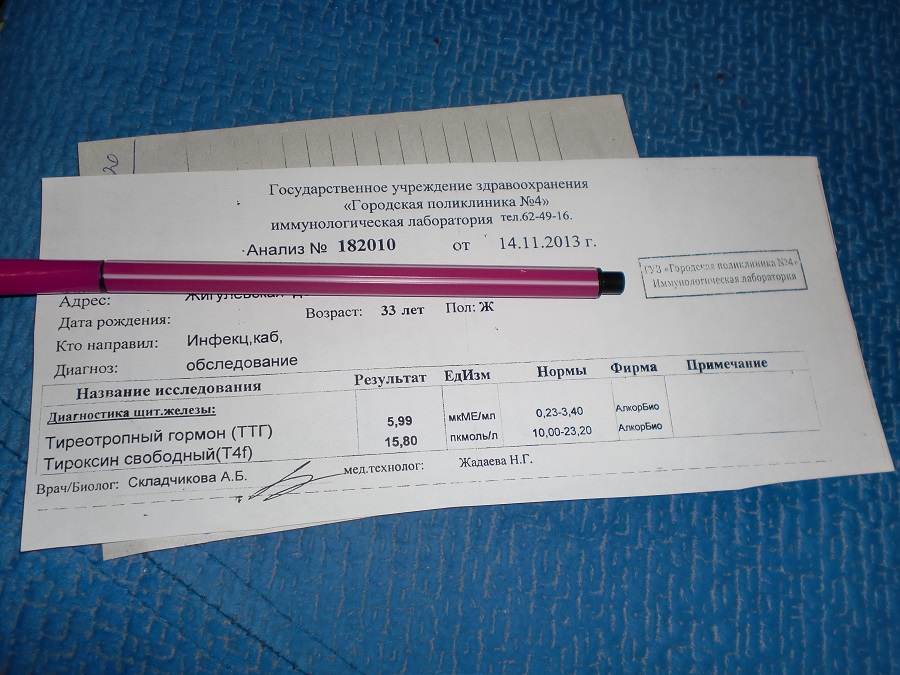 20
Государственное учреждение здравоохранения
«Городская поликлиника №4»
иммунологическая лаборатория тел.62-49-16.
Анализ № 182010 от 14.11.2013 г.
ГУЗ «Городская поликлиника №4»
Иммунологическая лаборатория
Адрес: Жигулевская
Дата рождения: Возраст: 33 лет Пол: Ж
Кто направил: Инфекц,каб,
Диагноз: обследование
Название исследования Результат ЕдИзм Нормы Фирма Примечание
Диагностика щит.железы:
Тиреотропный гормон (ТТГ) 5,99 мкМЕ/мл 0,23-3,40 АлкорБио
Тироксин свободный(T4f) 15,80 пкмоль/л 10,00-23,20 АлкорБио
Врач/Биолог: Складчикова А.Б. мед.технолог: Жадаева Н.Г.